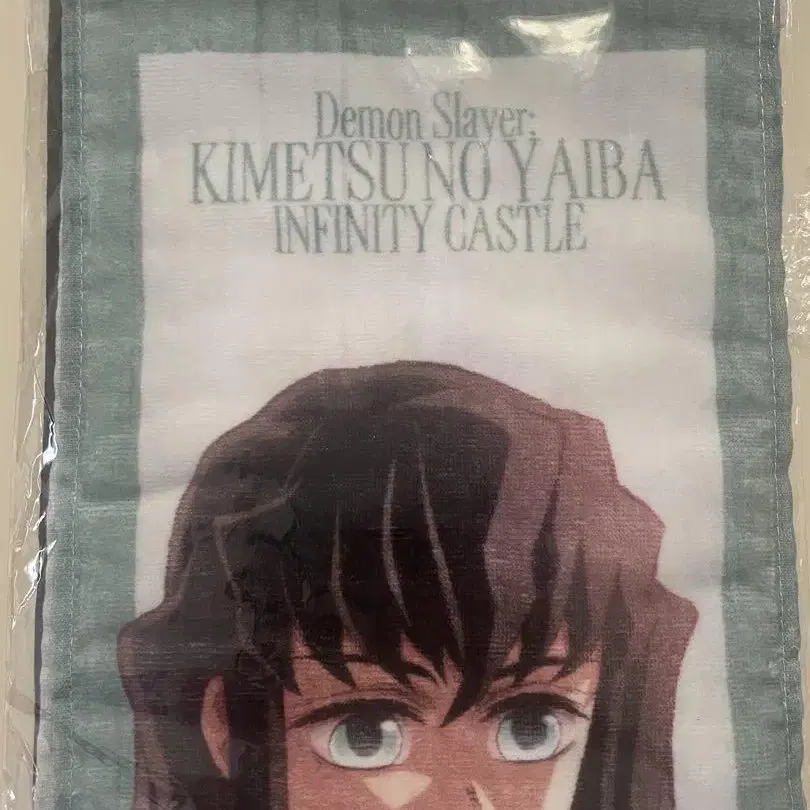 Demon Slayer:
KIMETSU NO YAIBA
INFINITY CASTLE